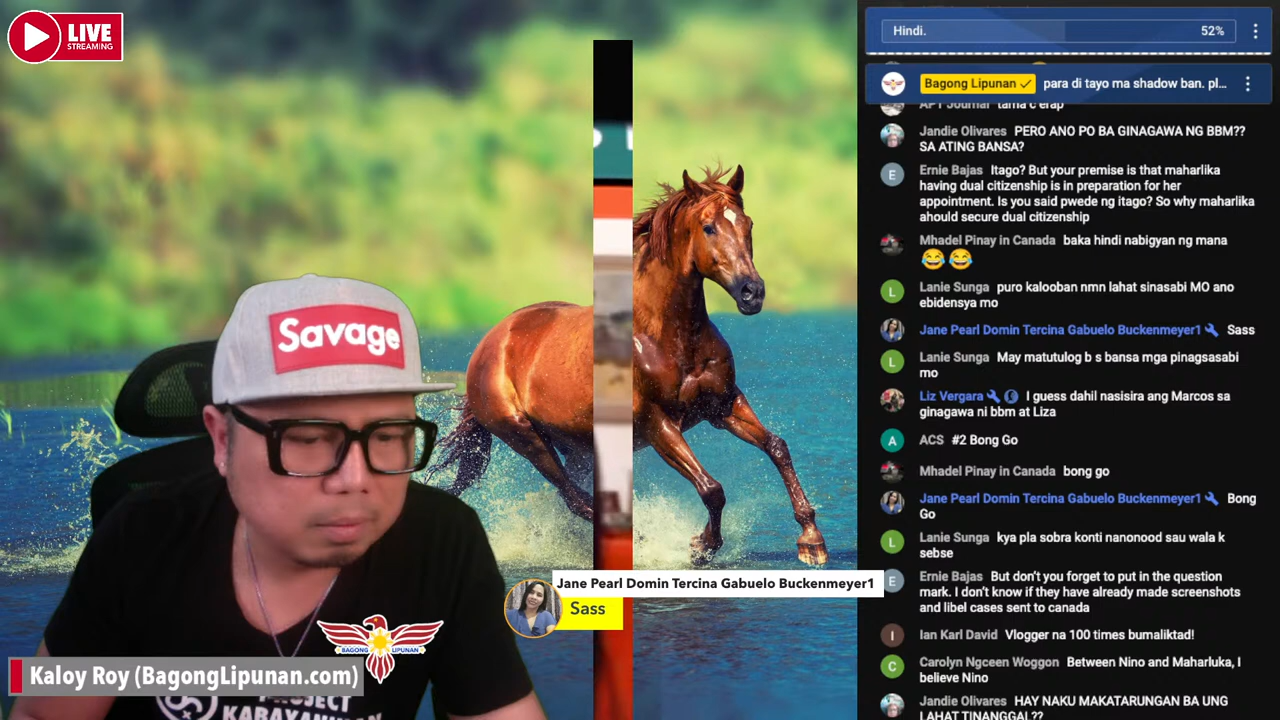 LIVE
STREAMING
Savage
BAGONG LIPUNAN
Kaloy Roy (BagongLipunan.com)
PROJECT
KABAYANIHAN
Jane Pearl Domin Tercina Gabuelo Buckenmeyer1
Sass
Hindi. 52%
Bagong Lipunan para di tayo ma shadow ban. pl...
APT Journal tama c erap
Jandie Olivares PERO ANO PO BA GINAGAWA NG BBM??
SA ATING BANSA?
Ernie Bajas Itago? But your premise is that maharlika
having dual citizenship is in preparation for her
appointment. Is you said pwede ng itago? So why maharlika
ahould secure dual citizenship
Mhadel Pinay in Canada baka hindi nabigyan ng mana
😂😂
Lanie Sunga puro kalooban nmn lahat sinasabi MO ano
ebidensya mo
Jane Pearl Domin Tercina Gabuelo Buckenmeyer1 Sass
Lanie Sunga May matutulog b s bansa mga pinagsasabi
mo
Liz Vergara I guess dahil nasisira ang Marcos sa
ginagawa ni bbm at Liza
ACS #2 Bong Go
Mhadel Pinay in Canada bong go
Jane Pearl Domin Tercina Gabuelo Buckenmeyer1 Bong
Go
Lanie Sunga kya pla sobra konti nanonood sau wala k
sebse
Ernie Bajas But don't you forget to put in the question
mark. I don't know if they have already made screenshots
and libel cases sent to canada
Ian Karl David Vlogger na 100 times bumaliktad!
Carolyn Ngceen Woggon Between Nino and Maharluka, I
believe Nino
Jandie Olivares HAY NAKU MAKATARUNGAN BA UNG
LAHAT TINANGGAL??